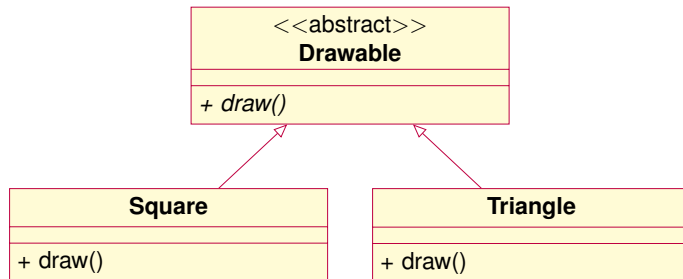 <<abstract>>
Drawable
+ draw()
Square
+ draw()
Triangle
+ draw()